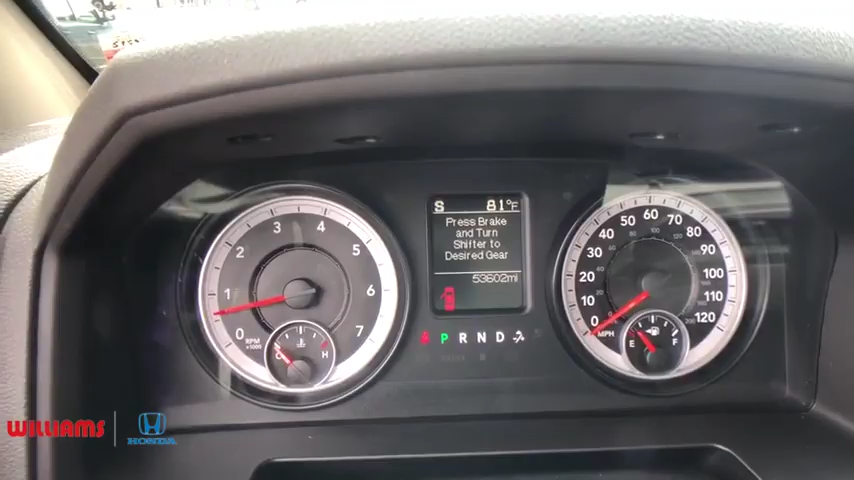 S 81°F
Press Brake
and Turn
Shifter to
Desired Gear
53602mi
0 1 2 3 4 5 6 7
RPM
x1000
C H
P R N D
0 10 20 30 40 50 60 70 80 90 100 110 120
MPH
E F
WILLIAMS
HONDA